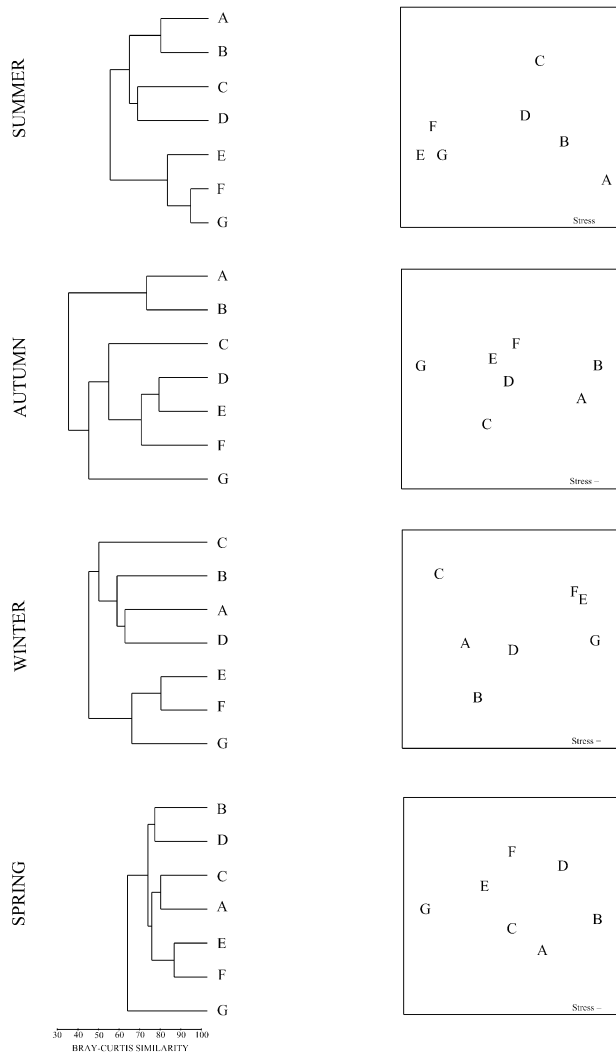 SUMMER
A
B
C
D
E
F
G
C
D
F
B
E G
A
Stress
AUTUMN
A
B
C
D
E
F
G
F
E
G
B
D
A
C
Stress –
WINTER
C
B
A
D
E
F
G
C
F
E
A
D
G
B
Stress –
SPRING
B
D
C
A
E
F
G
F
D
E
G
B
C
A
Stress –
30 40 50 60 70 80 90 100
BRAY-CURTIS SIMILARITY